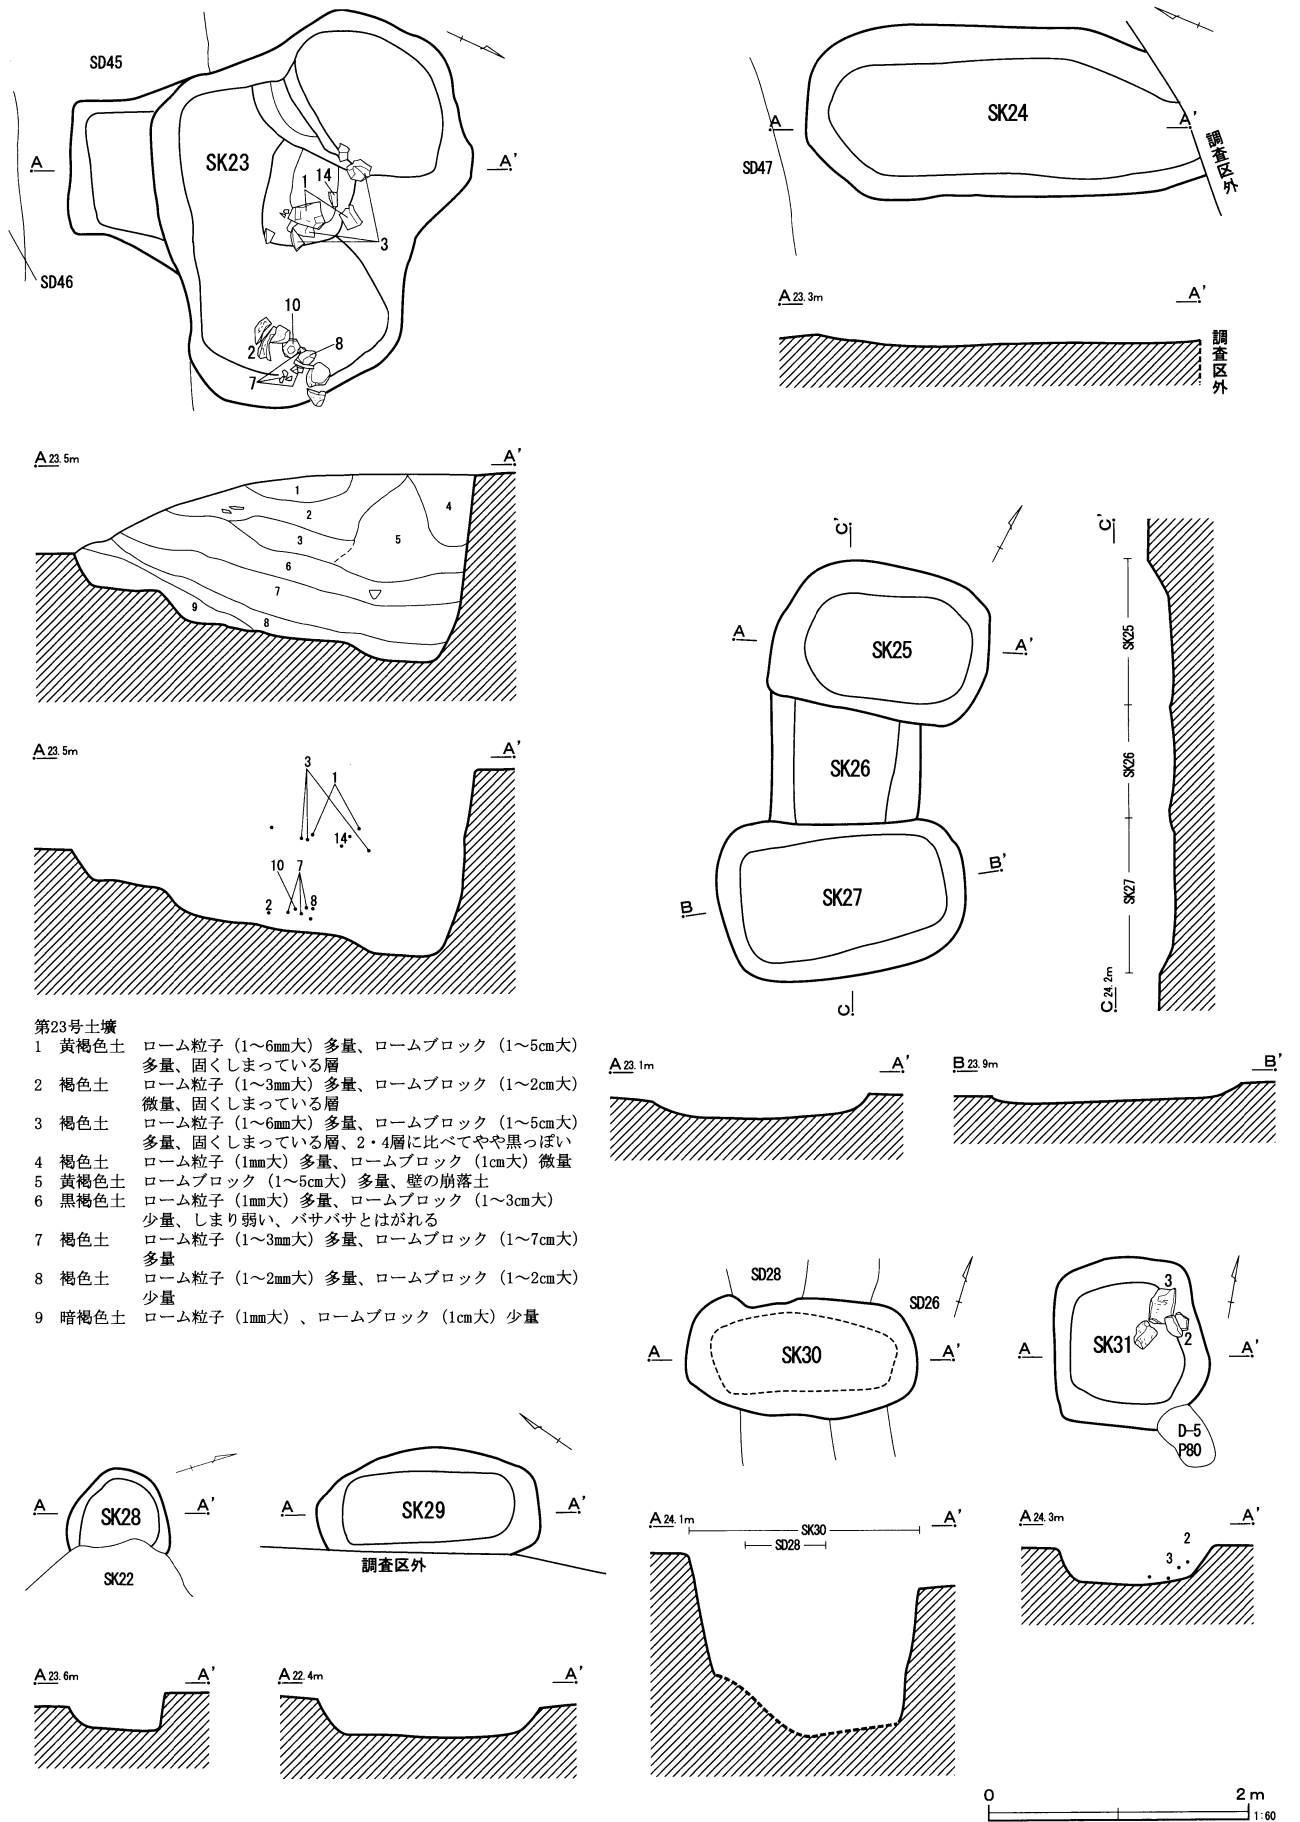 SD45
A
SK23
A'
14
1
3
SD46
10
2
8
7
A
SK24
A'
SD47
調査区外
A 23.3m
A'
調査区外
A 23.5m
A'
1
2
3
4
5
6
7
8
9
A 23.5m
A'
3
1
14
10
7
2
8
C'
A
SK25
A'
SK26
B'
B
SK27
C
C'
SK25
SK26
SK27
C 24.2m
第23号土壙
1 黄褐色土 ローム粒子（1～6㎜大）多量、ロームブロック（1～5㎝大）
多量、固くしまっている層
2 褐色土 ローム粒子（1～3㎜大）多量、ロームブロック（1～2㎝大）
微量、固くしまっている層
3 褐色土 ローム粒子（1～6㎜大）多量、ロームブロック（1～5㎝大）
多量、固くしまっている層、2・4層に比べてやや黒っぽい
4 褐色土 ローム粒子（1㎜大）多量、ロームブロック（1㎝大）微量
5 黄褐色土 ロームブロック（1～5㎝大）多量、壁の崩落土
6 黒褐色土 ローム粒子（1㎜大）多量、ロームブロック（1～3㎝大）
少量、しまり弱い、バサバサとはがれる
7 褐色土 ローム粒子（1～3㎜大）多量、ロームブロック（1～7㎝大）
多量
8 褐色土 ローム粒子（1～2㎜大）多量、ロームブロック（1～2㎝大）
少量
9 暗褐色土 ローム粒子（1㎜大）、ロームブロック（1㎝大）少量
A 23.1m
A'
B 23.9m
B'
SD28
SD26
A
SK30
A'
3
A
SK31
2
A'
D-5
P80
A
SK28
A'
SK22
A
SK29
A'
調査区外
A 24.1m
A'
SK30
SD28
A 24.3m
A'
2
3
A 23.6m
A'
A 22.4m
A'
0
2m
1:60